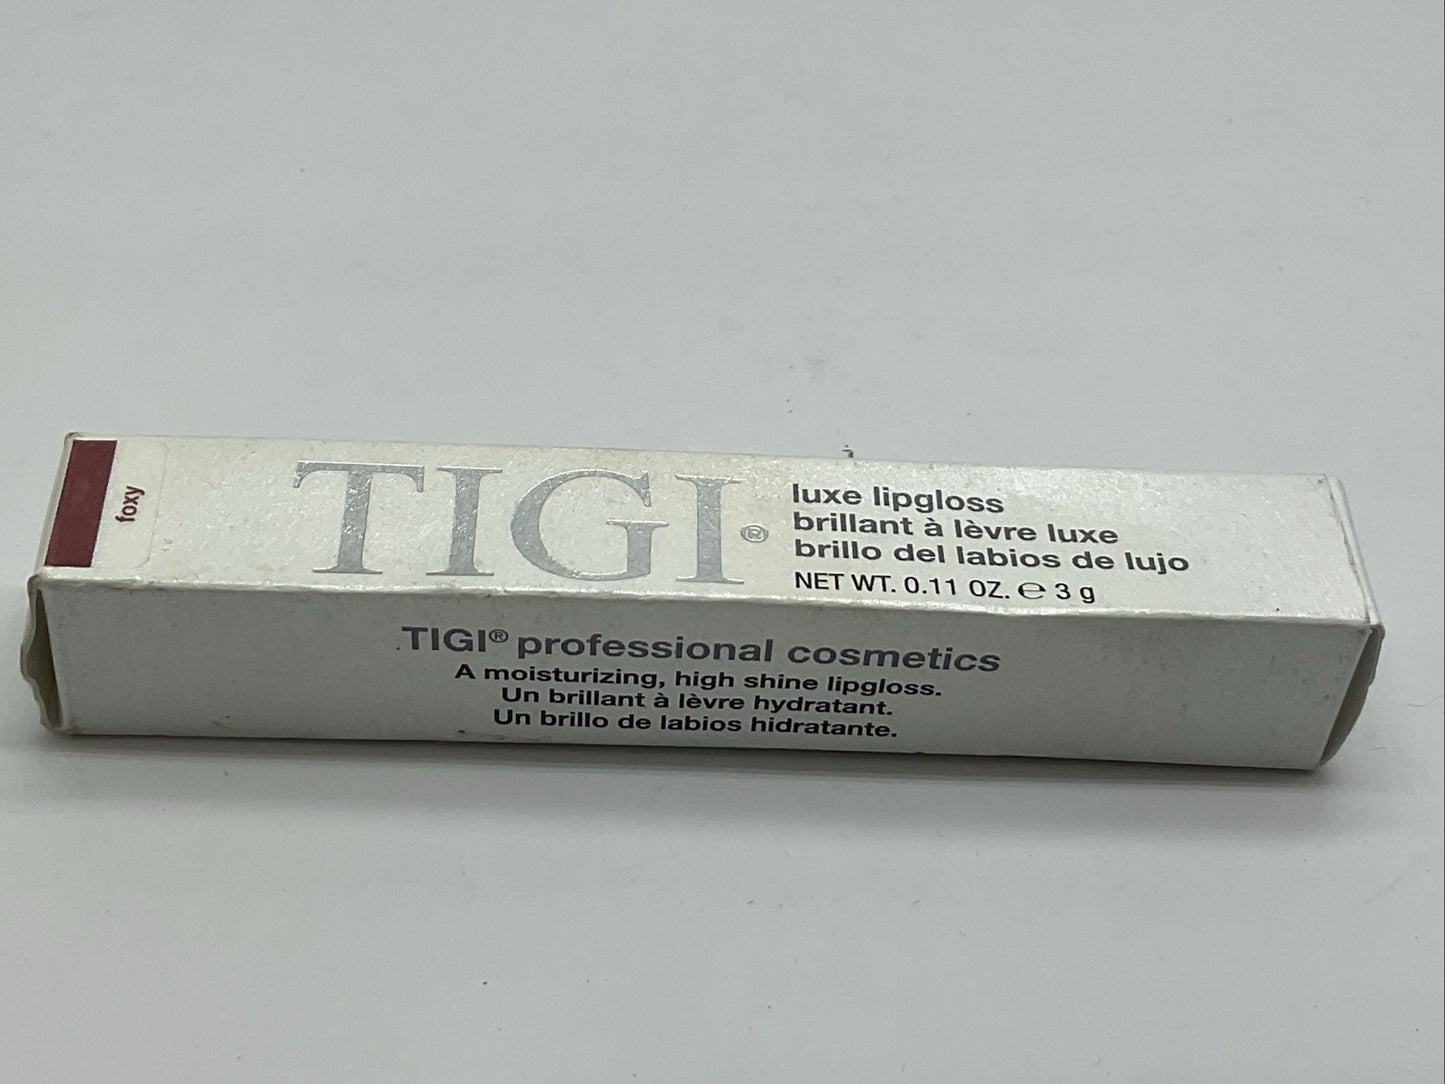 foxy
TIGI®
luxe lipgloss
brillant à lèvre luxe
brillo del labios de lujo
NET WT. 0.11 OZ. ℮ 3 g
TIGI® professional cosmetics
A moisturizing, high shine lipgloss.
Un brillant à lèvre hydratant.
Un brillo de labios hidratante.